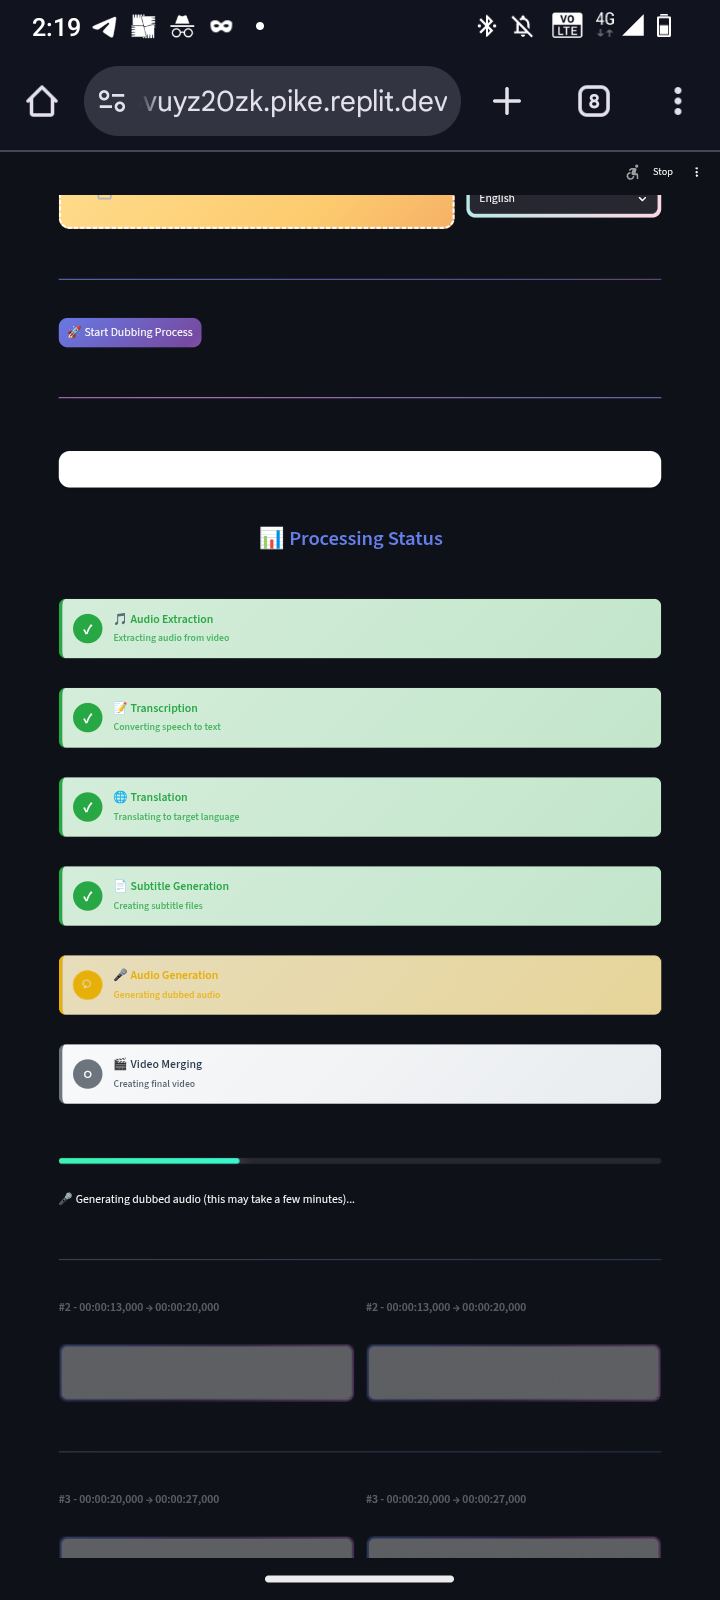 2:19
VO
LTE
4G
vuyz20zk.pike.replit.dev
8
Stop
English
🚀 Start Dubbing Process
📊 Processing Status
🎵 Audio Extraction
Extracting audio from video
📝 Transcription
Converting speech to text
🌐 Translation
Translating to target language
📄 Subtitle Generation
Creating subtitle files
🎤 Audio Generation
Generating dubbed audio
🎬 Video Merging
Creating final video
🎤 Generating dubbed audio (this may take a few minutes)...
#2 - 00:00:13,000 → 00:00:20,000
#2 - 00:00:13,000 → 00:00:20,000
#3 - 00:00:20,000 → 00:00:27,000
#3 - 00:00:20,000 → 00:00:27,000